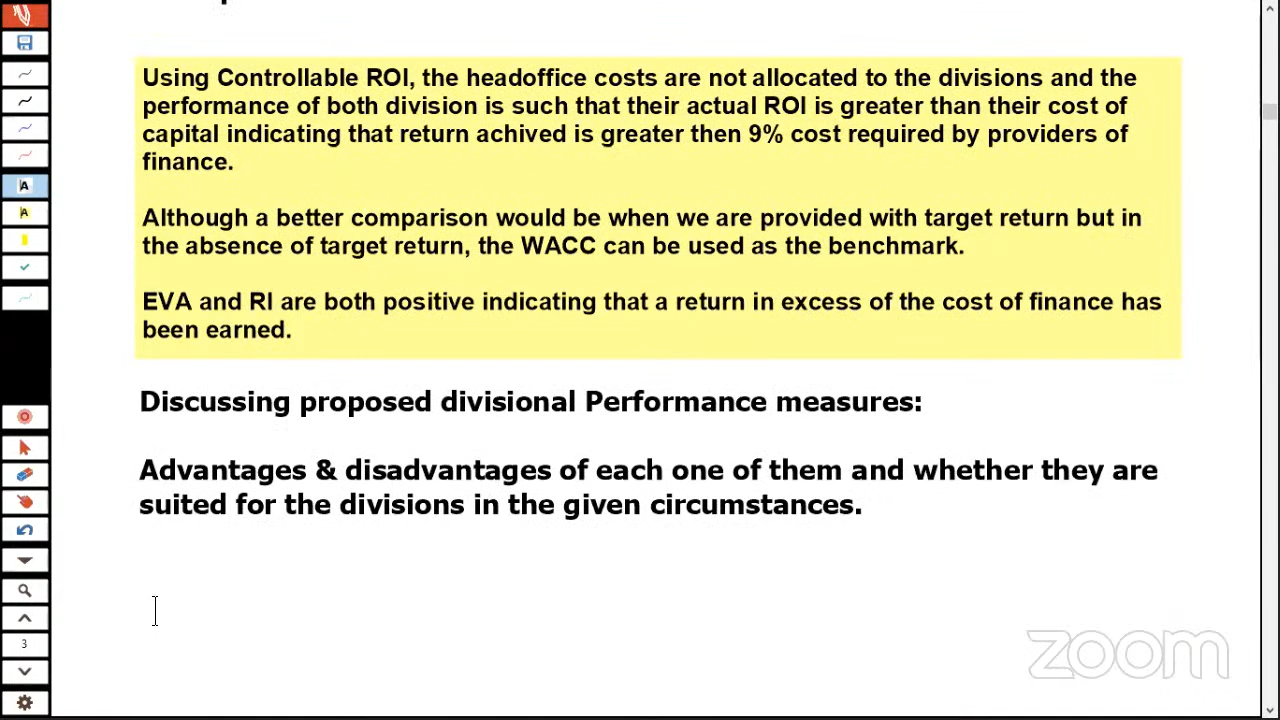 Using Controllable ROI, the headoffice costs are not allocated to the divisions and the
performance of both division is such that their actual ROI is greater than their cost of
capital indicating that return achived is greater then 9% cost required by providers of
finance.
Although a better comparison would be when we are provided with target return but in
the absence of target return, the WACC can be used as the benchmark.
EVA and RI are both positive indicating that a return in excess of the cost of finance has
been earned.
Discussing proposed divisional Performance measures:
Advantages & disadvantages of each one of them and whether they are
suited for the divisions in the given circumstances.
A
A
3
zoom